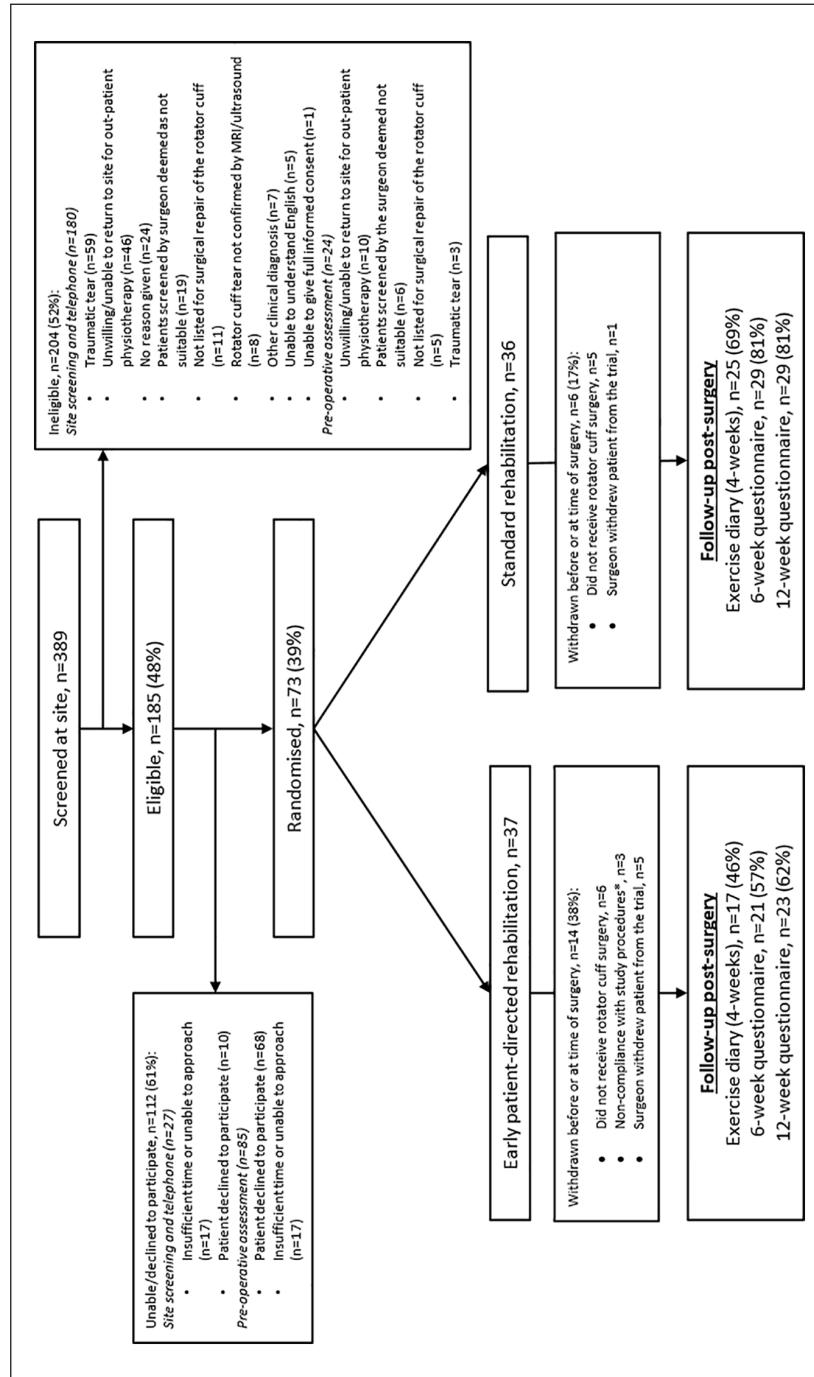 Screened at site, n=389
Ineligible, n=204 (52%):
Site screening and telephone (n=180)
• Traumatic tear (n=59)
• Unwilling/unable to return to site for out-patient
physiotherapy (n=46)
• No reason given (n=24)
• Patients screened by surgeon deemed as not
suitable (n=19)
• Not listed for surgical repair of the rotator cuff
(n=11)
• Rotator cuff tear not confirmed by MRI/ultrasound
(n=8)
• Other clinical diagnosis (n=7)
• Unable to understand English (n=5)
• Unable to give full informed consent (n=1)
Pre-operative assessment (n=24)
• Unwilling/unable to return to site for out-patient
physiotherapy (n=10)
• Patients screened by the surgeon deemed not
suitable (n=6)
• Not listed for surgical repair of the rotator cuff
(n=5)
• Traumatic tear (n=3)
Eligible, n=185 (48%)
Unable/declined to participate, n=112 (61%):
Site screening and telephone (n=27)
• Insufficient time or unable to approach
(n=17)
• Patient declined to participate (n=10)
Pre-operative assessment (n=85)
• Patient declined to participate (n=68)
• Insufficient time or unable to approach
(n=17)
Randomised, n=73 (39%)
Early patient-directed rehabilitation, n=37
Withdrawn before or at time of surgery, n=14 (38%):
• Did not receive rotator cuff surgery, n=6
• Non-compliance with study procedures*, n=3
• Surgeon withdrew patient from the trial, n=5
Follow-up post-surgery
Exercise diary (4-weeks), n=17 (46%)
6-week questionnaire, n=21 (57%)
12-week questionnaire, n=23 (62%)
Standard rehabilitation, n=36
Withdrawn before or at time of surgery, n=6 (17%):
• Did not receive rotator cuff surgery, n=5
• Surgeon withdrew patient from the trial, n=1
Follow-up post-surgery
Exercise diary (4-weeks), n=25 (69%)
6-week questionnaire, n=29 (81%)
12-week questionnaire, n=29 (81%)